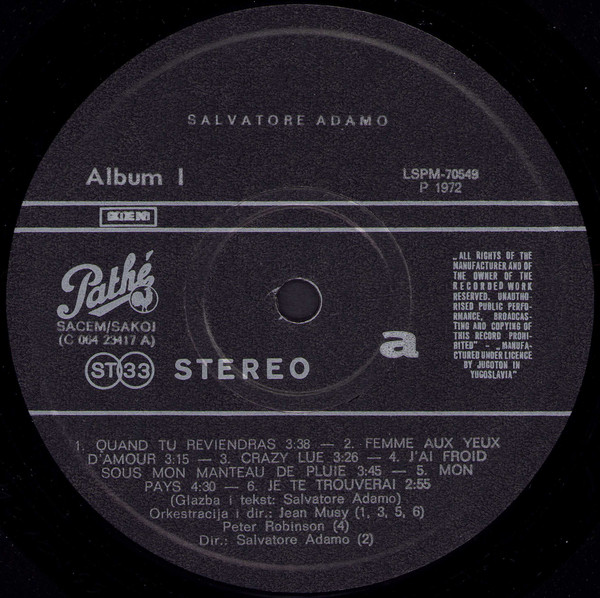 SALVATORE ADAMO
Album I
LSPM-70549
P 1972
Pathé
SACEM/SAKOJ
(C 064 23417 A)
„ALL RIGHTS OF THE
MANUFACTURER AND OF
THE OWNER OF THE
RECORDED WORK
RESERVED. UNAUTHO-
RISED PUBLIC PERFOR-
MANCE, BROADCAS-
TING AND COPYING OF
THIS RECORD PROHI-
BITED" - „MANUFAC-
TURED UNDER LICENCE
BY JUGOTON IN
YUGOSLAVIA"
a
ST 33 STEREO
1. QUAND TU REVIENDRAS 3:38 — 2. FEMME AUX YEUX
D'AMOUR 3:15 — 3. CRAZY LUE 3:26 — 4. J'AI FROID
SOUS MON MANTEAU DE PLUIE 3:45 — 5. MON
PAYS 4:30 — 6. JE TE TROUVERAI 2:55
(Glazba i tekst: Salvatore Adamo)
Orkestracija i dir.: Jean Musy (1, 3, 5, 6)
Peter Robinson (4)
Dir.: Salvatore Adamo (2)